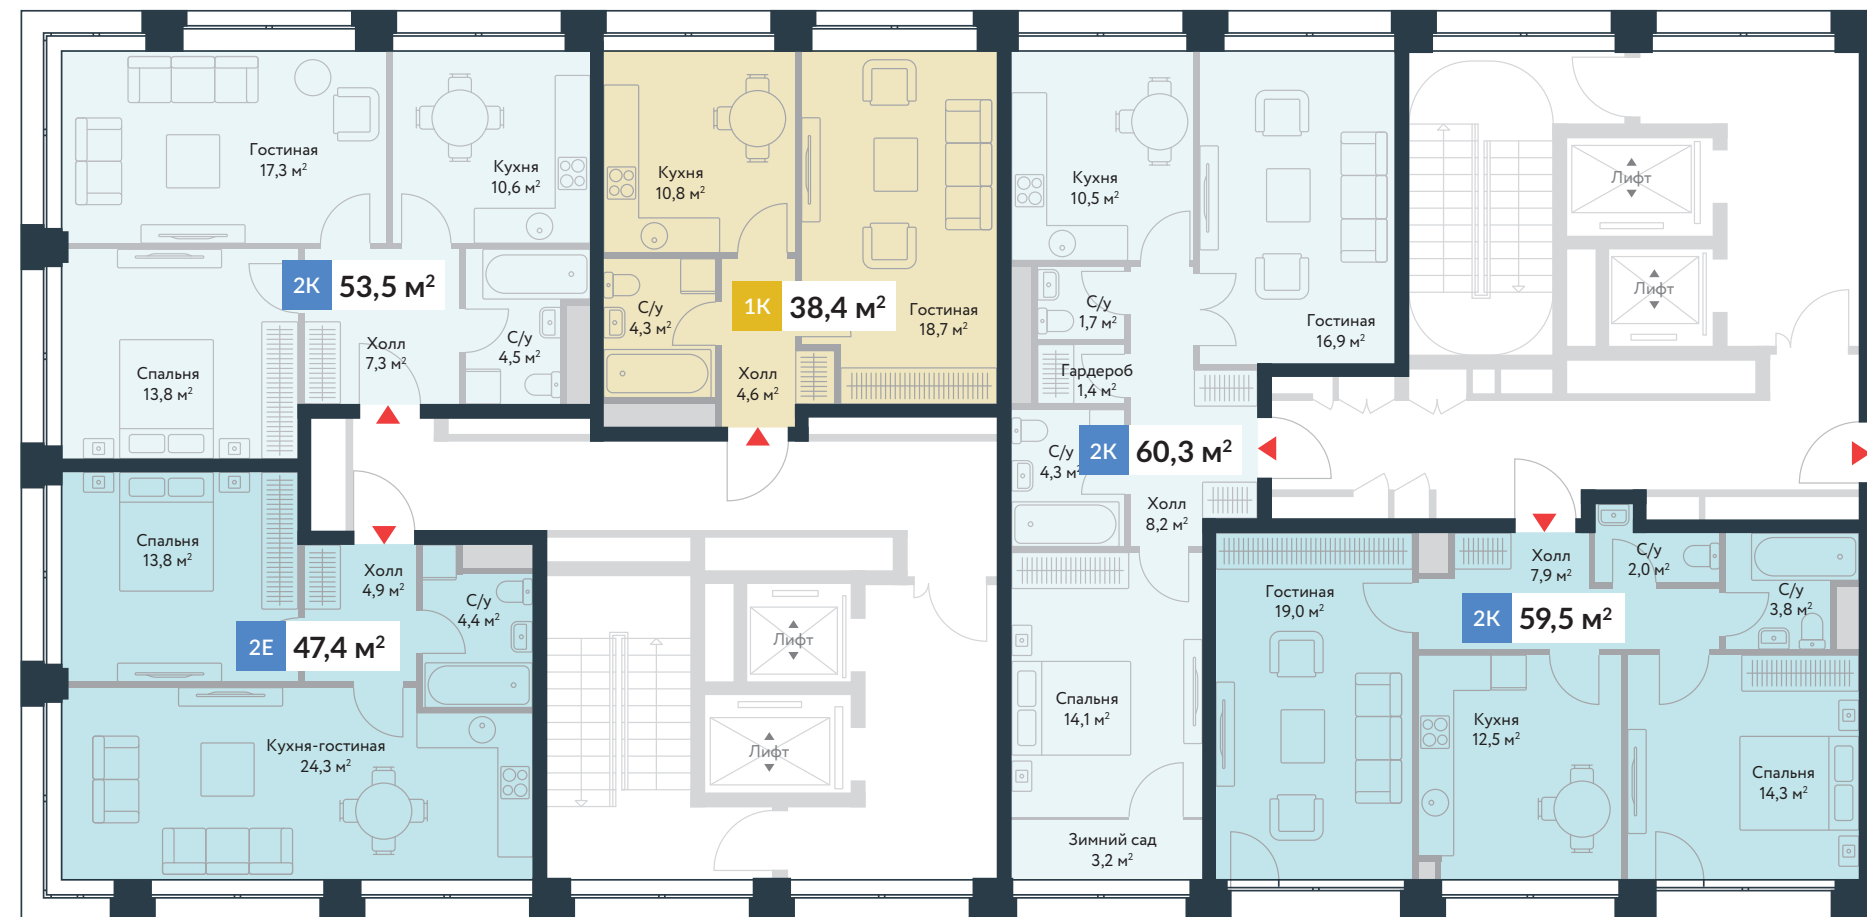 Гостиная
17,3 м²
Кухня
10,6 м²
2К
53,5 м²
Холл
7,3 м²
С/у
4,5 м²
Спальня
13,8 м²
Кухня
10,8 м²
С/у
4,3 м²
1К
38,4 м²
Гостиная
18,7 м²
Холл
4,6 м²
Кухня
10,5 м²
С/у
1,7 м²
Гостиная
16,9 м²
Гардероб
1,4 м²
С/у
4,3 м²
2К
60,3 м²
Холл
8,2 м²
Спальня
14,1 м²
Зимний сад
3,2 м²
Лифт
Лифт
Спальня
13,8 м²
Холл
4,9 м²
С/у
4,4 м²
2Е
47,4 м²
Кухня-гостиная
24,3 м²
Лифт
Лифт
Гостиная
19,0 м²
Холл
7,9 м²
С/у
2,0 м²
С/у
3,8 м²
2К
59,5 м²
Кухня
12,5 м²
Спальня
14,3 м²